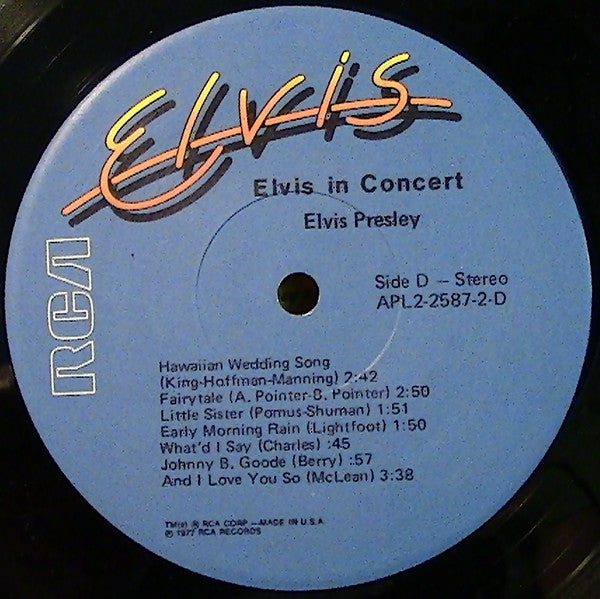 Elvis
Elvis in Concert
Elvis Presley
RCA
Side D — Stereo
APL2-2587-2-D
Hawaiian Wedding Song
(King-Hoffman-Manning) 2:42
Fairytale (A. Pointer-B. Pointer) 2:50
Little Sister (Pomus-Shuman) 1:51
Early Morning Rain (Lightfoot) 1:50
What'd I Say (Charles) :45
Johnny B. Goode (Berry) :57
And I Love You So (McLean) 3:38
TM(s) ® RCA CORP —MADE IN U.S.A.
℗ 1977 RCA RECORDS